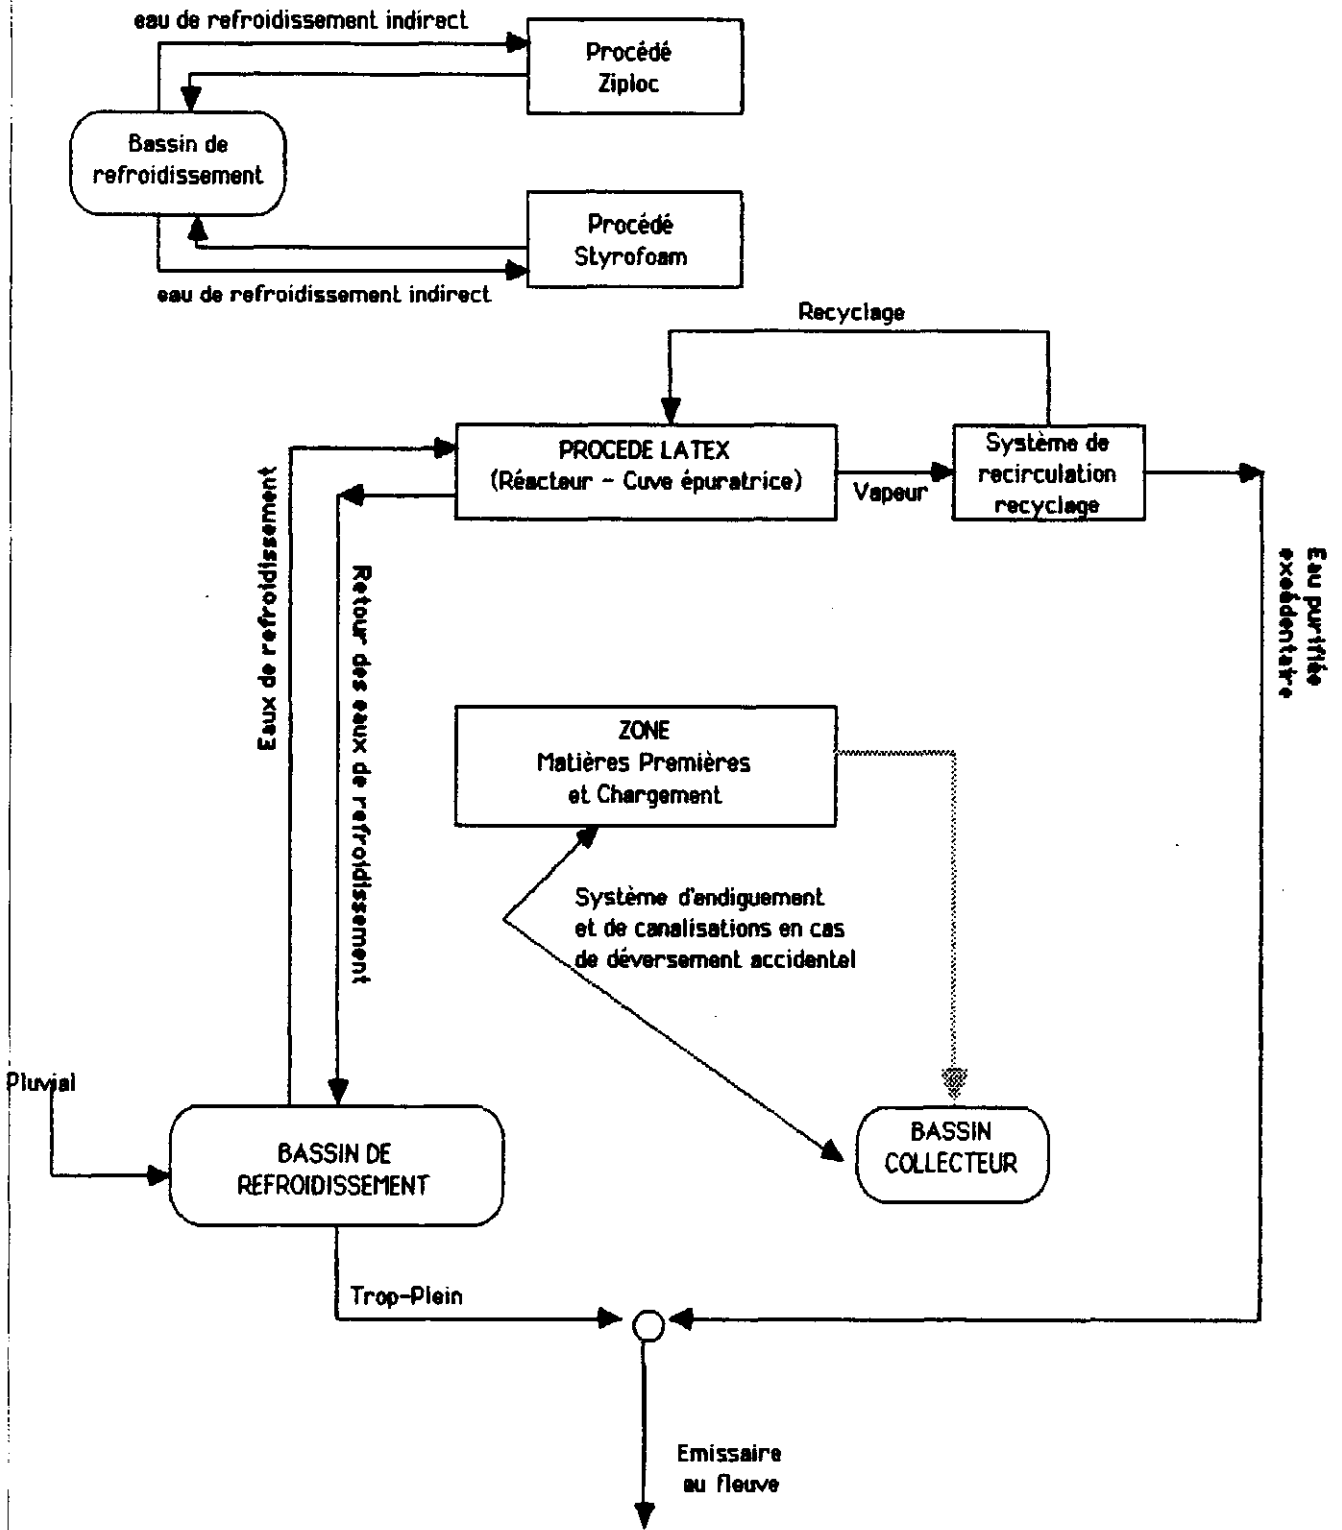 eau de refroidissement indirect
Procédé
Ziploc
Bassin de
refroidissement
Procédé
Styrofoam
eau de refroidissement indirect
Recyclage
PROCEDE LATEX
(Réacteur - Cuve épuratrice)
Vapeur
Système de
recirculation
recyclage
Eau purifiée
exeédentaire
Eaux de refroidissement
Retour des eaux de refroidissement
ZONE
Matières Premières
et Chargement
Système d'endiguement
et de canalisations en cas
de déversement accidentel
Pluvial
BASSIN DE
REFROIDISSEMENT
BASSIN
COLLECTEUR
Trop-Plein
Emissaire
au fleuve